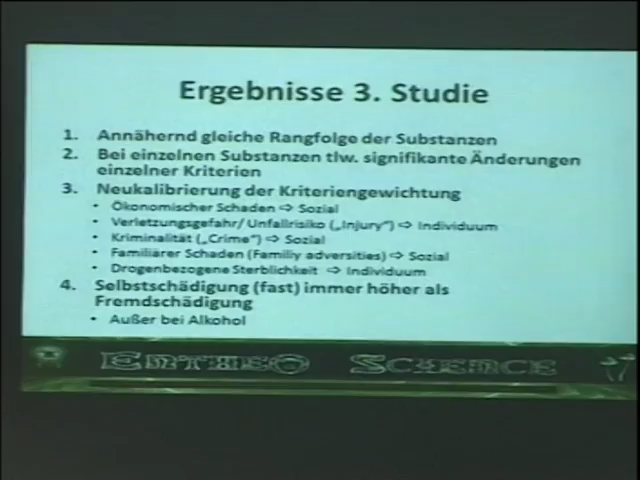 Ergebnisse 3. Studie
1. Annähernd gleiche Rangfolge der Substanzen
2. Bei einzelnen Substanzen tlw. signifikante Änderungen
einzelner Kriterien
3. Neukalibrierung der Kriteriengewichtung
• Ökonomischer Schaden ⇨ Sozial
• Verletzungsgefahr/ Unfallrisiko („Injury") ⇨ Individuum
• Kriminalität („Crime") ⇨ Sozial
• Familiärer Schaden (Familiy adversities) ⇨ Sozial
• Drogenbezogene Sterblichkeit ⇨ Individuum
4. Selbstschädigung (fast) immer höher als
Fremdschädigung
• Außer bei Alkohol
ENTHEO SCIENCE